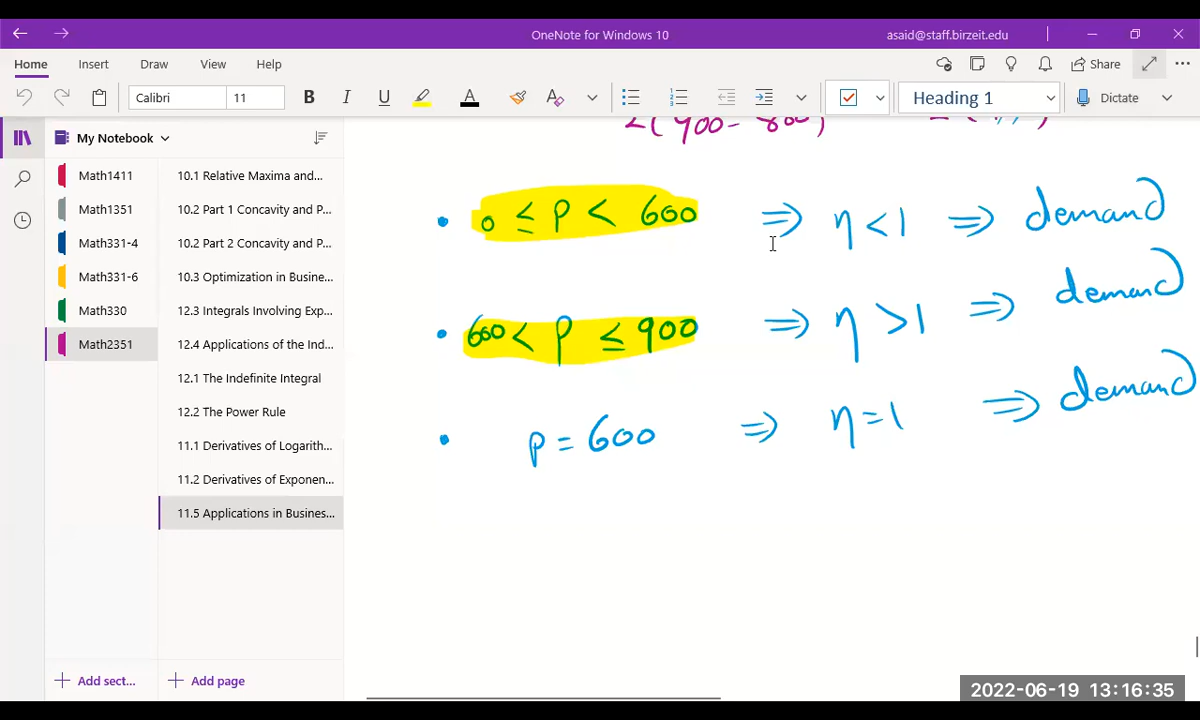 OneNote for Windows 10
asaid@staff.birzeit.edu
Home Insert Draw View Help
Share
Calibri 11 B I U A Heading 1 Dictate
My Notebook
Math1411
Math1351
Math331-4
Math331-6
Math330
Math2351
10.1 Relative Maxima and...
10.2 Part 1 Concavity and P...
10.2 Part 2 Concavity and P...
10.3 Optimization in Busine...
12.3 Integrals Involving Exp...
12.4 Applications of the Ind...
12.1 The Indefinite Integral
12.2 The Power Rule
11.1 Derivatives of Logarith...
11.2 Derivatives of Exponen...
11.5 Applications in Busines...
+ Add sect...
+ Add page
2(900-800)
• 0 ≤ p < 600 ⇒ η < 1 ⇒ demand
• 600 < p ≤ 900 ⇒ η > 1 ⇒ demand
• p = 600 ⇒ η = 1 ⇒ demand
2022-06-19 13:16:35